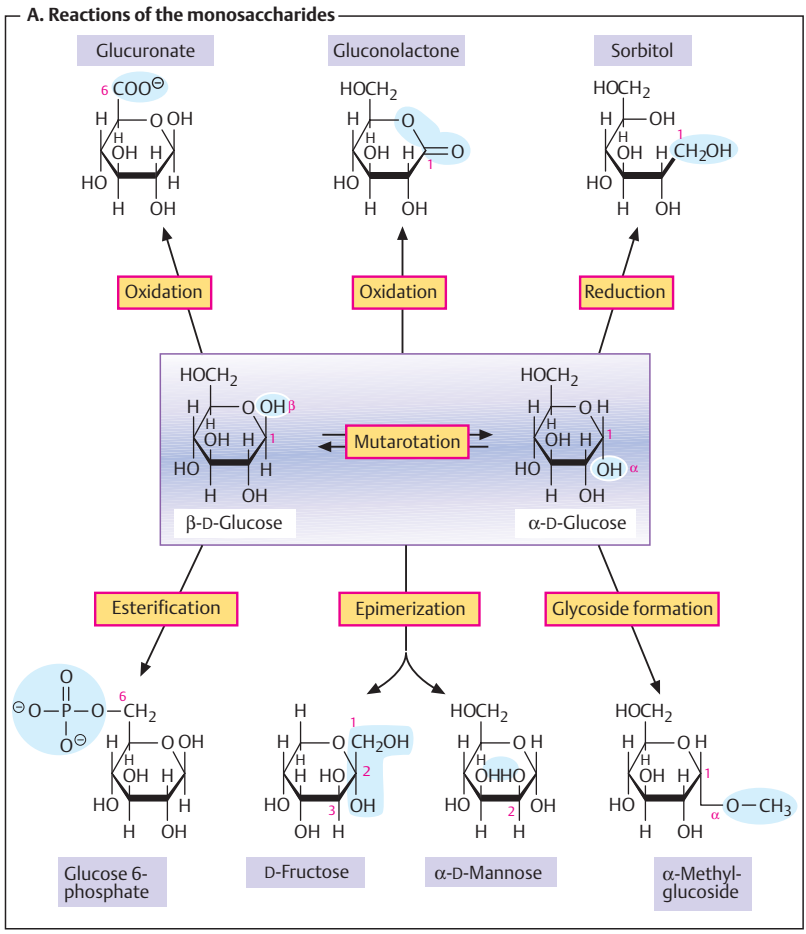 A. Reactions of the monosaccharides
Glucuronate
Gluconolactone
Sorbitol
6 COO⊖
H O OH
H
OH H
HO H
H OH
HOCH2
H O
H
OH H
O
1
HO
H OH
HOCH2
H OH
H
OH H
1
CH2OH
HO
H OH
Oxidation
Oxidation
Reduction
HOCH2
H O OH β
H
OH H 1
HO H
H OH
β-D-Glucose
Mutarotation
HOCH2
H O H
H
OH H 1
HO OH α
H OH
α-D-Glucose
Esterification
Epimerization
Glycoside formation
O
⊖O P O CH2
6
O⊖
H O OH
H
OH H
HO H
H OH
Glucose 6-
phosphate
H
1
H O CH2OH
H
H HO 2
HO OH
3
OH H
D-Fructose
HOCH2
H O H
H
OHHO
HO OH
2
H H
α-D-Mannose
HOCH2
H O H
H
OH H 1
HO O CH3
α
H OH
α-Methyl-
glucoside